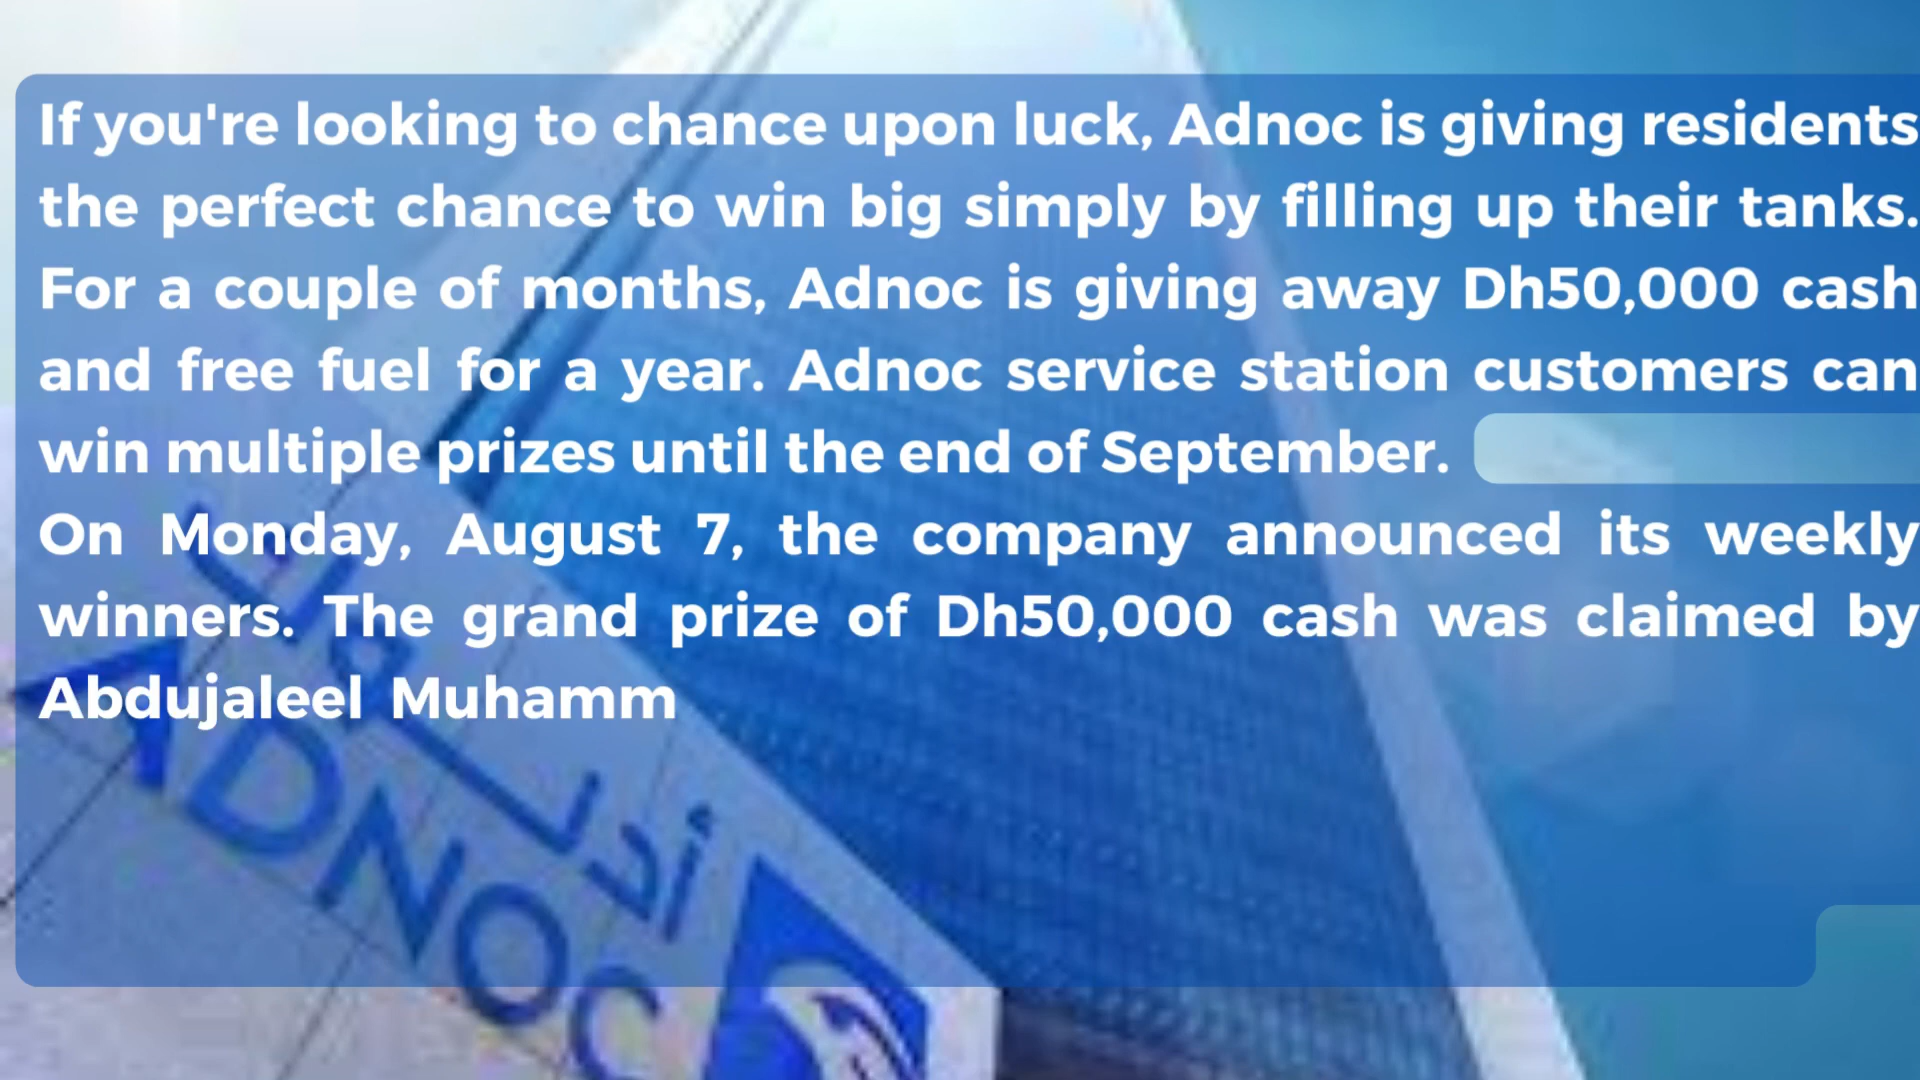 If you're looking to chance upon luck, Adnoc is giving residents
the perfect chance to win big simply by filling up their tanks.
For a couple of months, Adnoc is giving away Dh50,000 cash
and free fuel for a year. Adnoc service station customers can
win multiple prizes until the end of September.
On Monday, August 7, the company announced its weekly
winners. The grand prize of Dh50,000 cash was claimed by
Abdujaleel Muhamm
أدنوك
ADNOC